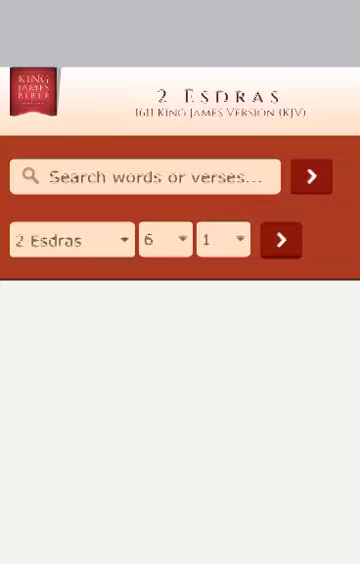 KING
JAMES
BIBLE
2 Esdras
1611 King James Version (KJV)
Search words or verses...
2 Esdras 6 1